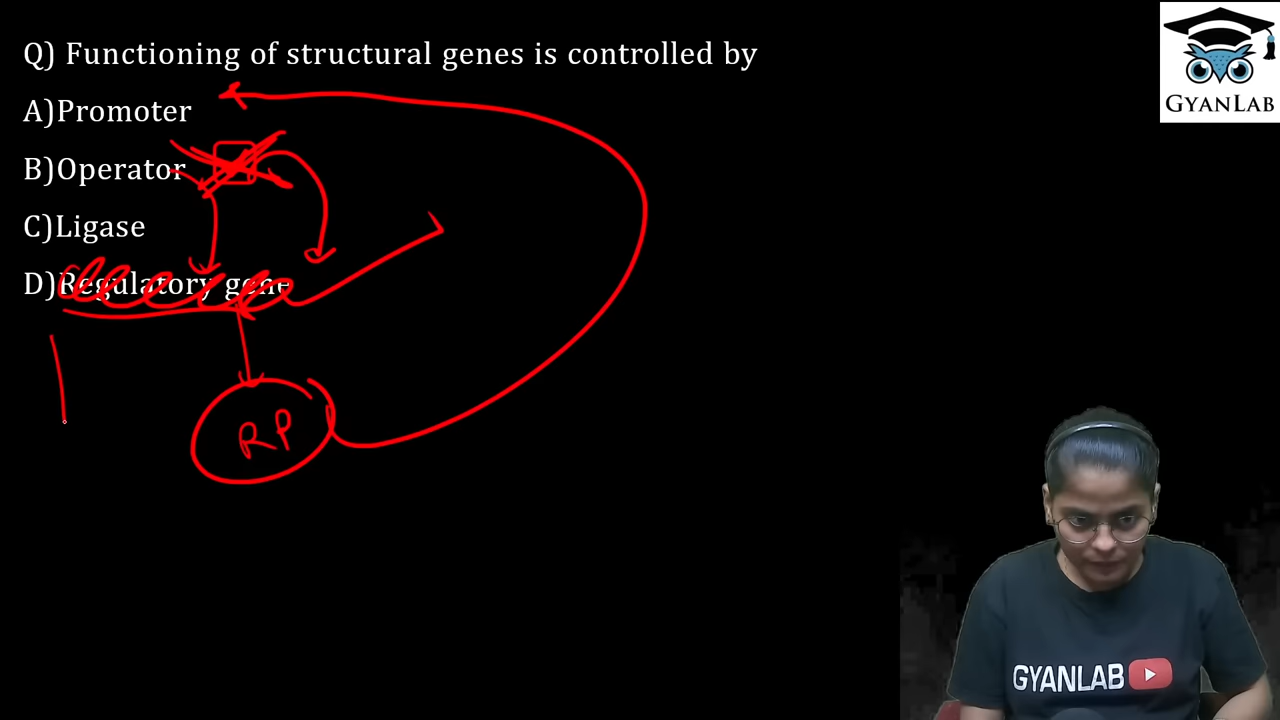 Q) Functioning of structural genes is controlled by
A)Promoter
B)Operator
C)Ligase
D)Regulatory gene
RP
GYANLAB
GYANLAB